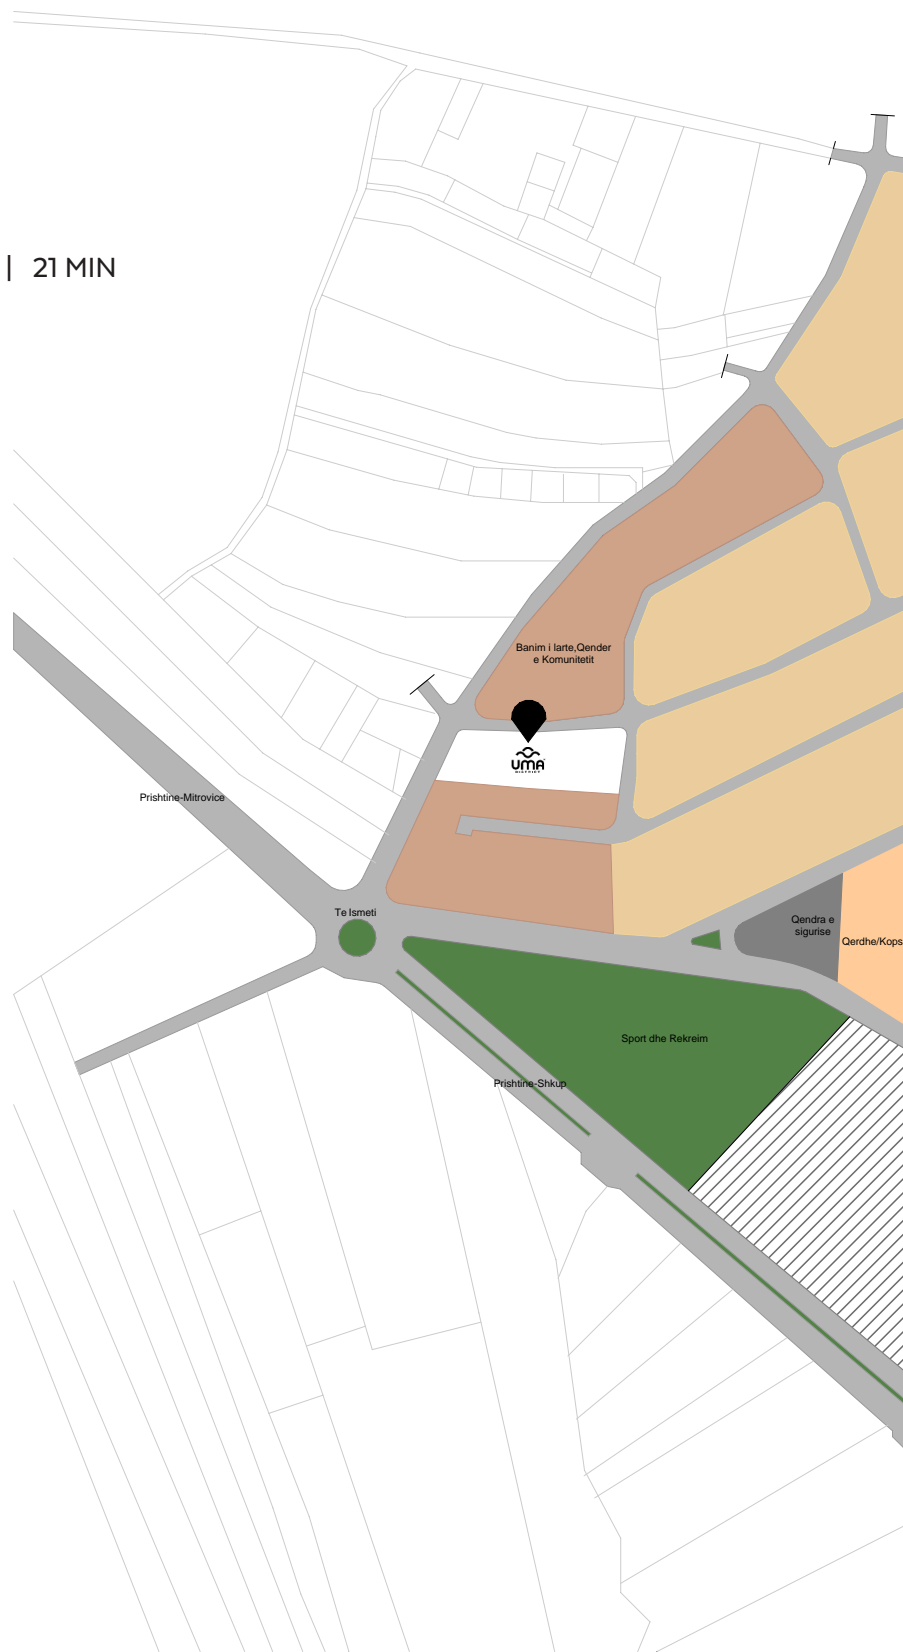 | 21 MIN
Banim i larte,Qender
e Komunitetit
UMA
DISTRICT
Prishtine-Mitrovice
Te Ismeti
Qendra e
sigurise
Qerdhe/Kops
Sport dhe Rekreim
Prishtine-Shkup